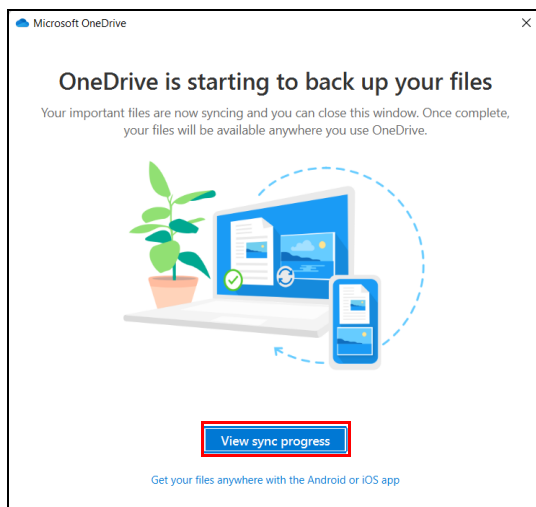 Microsoft OneDrive
OneDrive is starting to back up your files
Your important files are now syncing and you can close this window. Once complete,
your files will be available anywhere you use OneDrive.
View sync progress
Get your files anywhere with the Android or iOS app